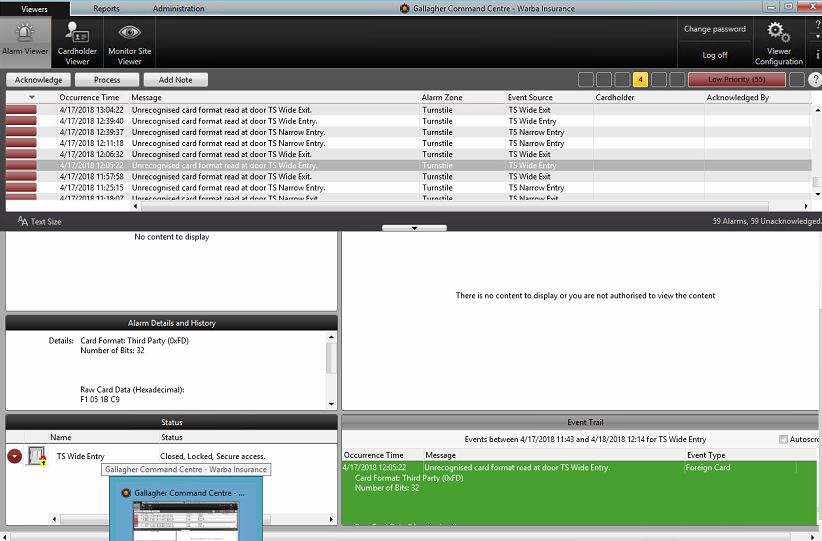 Viewers Reports Administration Gallagher Command Centre - Warba Insurance
Alarm Viewer
Cardholder Viewer
Monitor Site Viewer
Change password
Log off
Viewer Configuration
Acknowledge Process Add Note 4 Low Priority (55) ?
Occurrence Time Message Alarm Zone Event Source Cardholder Acknowledged By
4/17/2018 13:04:22 Unrecognised card format read at door TS Wide Exit. Turnstile TS Wide Exit
4/17/2018 12:39:40 Unrecognised card format read at door TS Wide Entry. Turnstile TS Wide Entry
4/17/2018 12:39:37 Unrecognised card format read at door TS Narrow Entry. Turnstile TS Narrow Entry
4/17/2018 12:11:18 Unrecognised card format read at door TS Narrow Entry. Turnstile TS Narrow Entry
4/17/2018 12:06:32 Unrecognised card format read at door TS Wide Exit. Turnstile TS Wide Exit
4/17/2018 12:05:22 Unrecognised card format read at door TS Wide Entry. Turnstile TS Wide Entry
4/17/2018 11:57:58 Unrecognised card format read at door TS Wide Exit. Turnstile TS Wide Exit
4/17/2018 11:25:15 Unrecognised card format read at door TS Narrow Entry. Turnstile TS Narrow Entry
4/17/2018 11:18:07 Unrecognised card format read at door TS Narrow Exit. Turnstile TS Narrow Exit
AA Text Size 59 Alarms, 59 Unacknowledged.
No content to display
There is no content to display or you are not authorised to view the content
Alarm Details and History
Details: Card Format: Third Party (0xFD)
Number of Bits: 32
Raw Card Data (Hexadecimal):
F1 05 1B C9
Status
Name Status
TS Wide Entry Closed, Locked, Secure access.
Gallagher Command Centre - Warba Insurance
Gallagher Command Centre - ...
Event Trail
Events between 4/17/2018 11:43 and 4/18/2018 12:14 for TS Wide Entry Autoscro
Occurrence Time Message Event Type
4/17/2018 12:05:22 Unrecognised card format read at door TS Wide Entry. Foreign Card
Card Format: Third Party (0xFD)
Number of Bits: 32